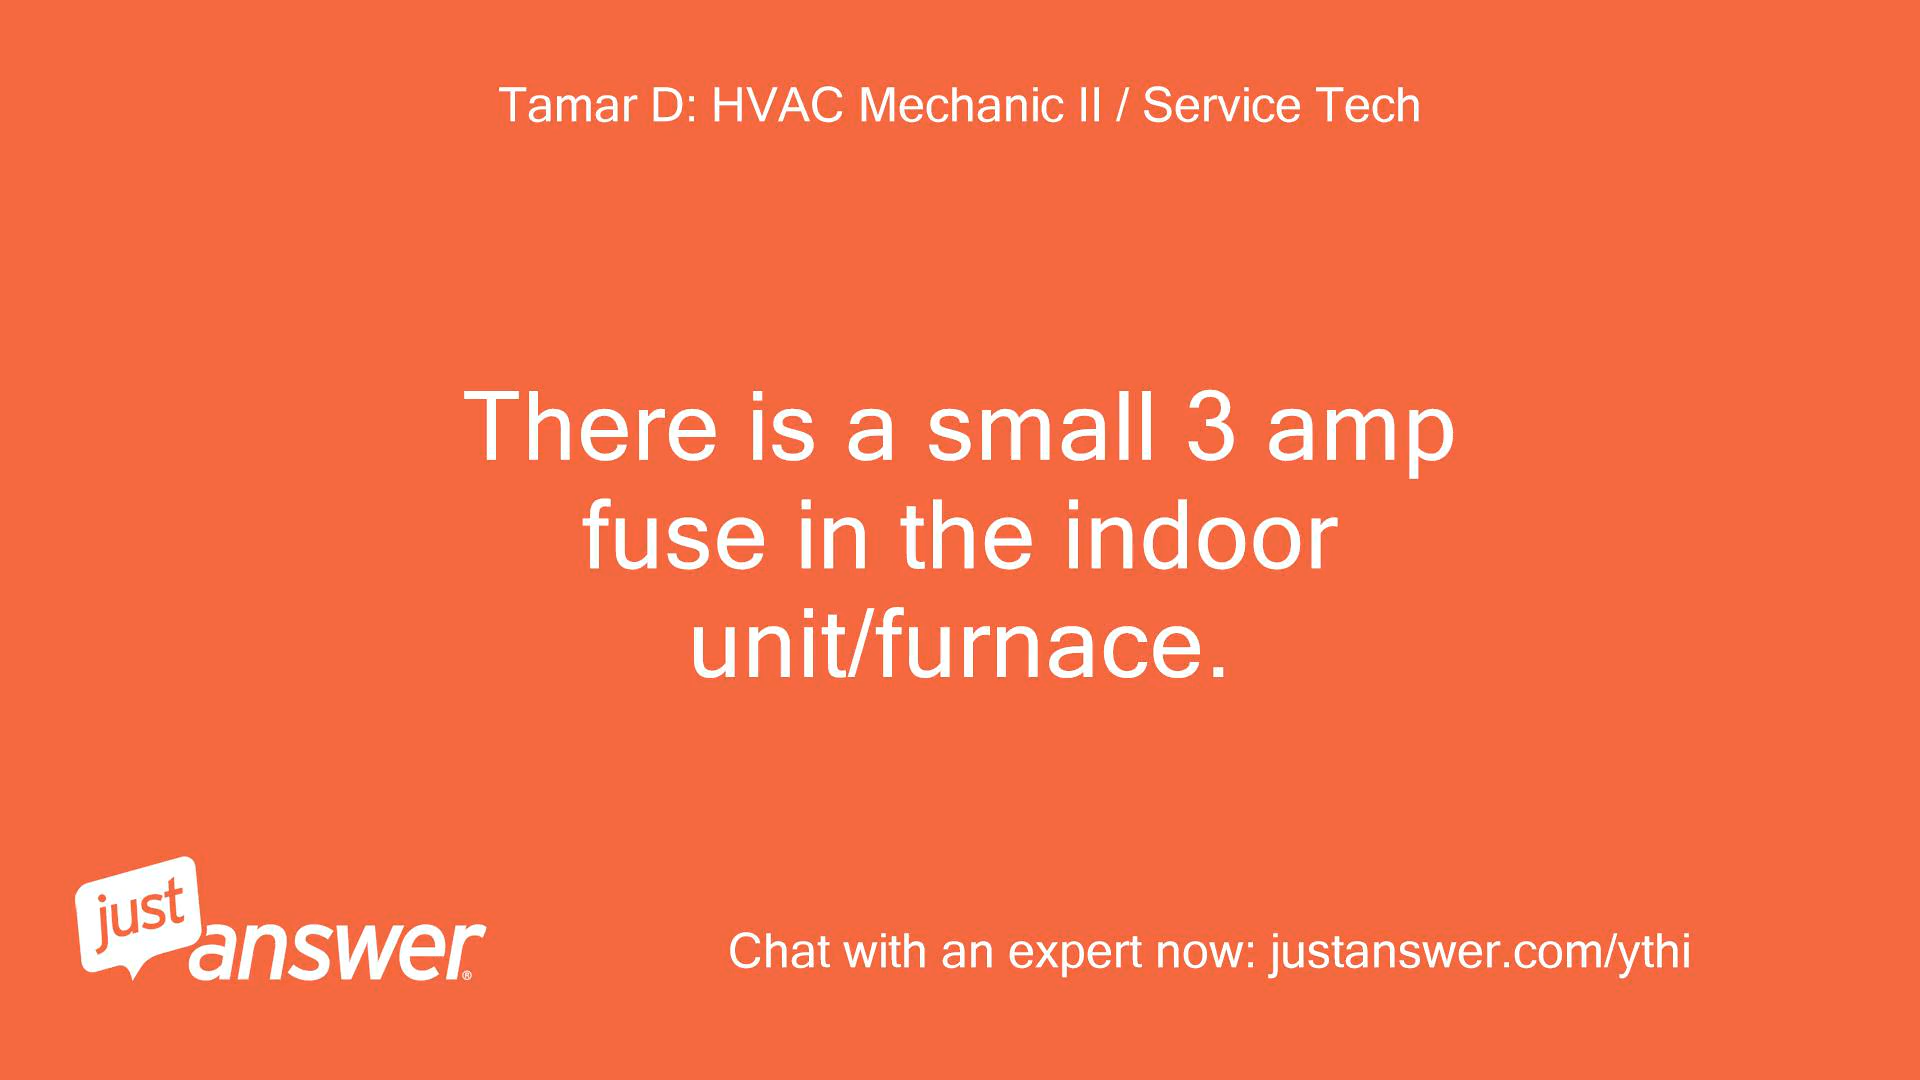 Tamar D: HVAC Mechanic II / Service Tech
There is a small 3 amp
fuse in the indoor
unit/furnace.
just
answer®
Chat with an expert now: justanswer.com/ythi